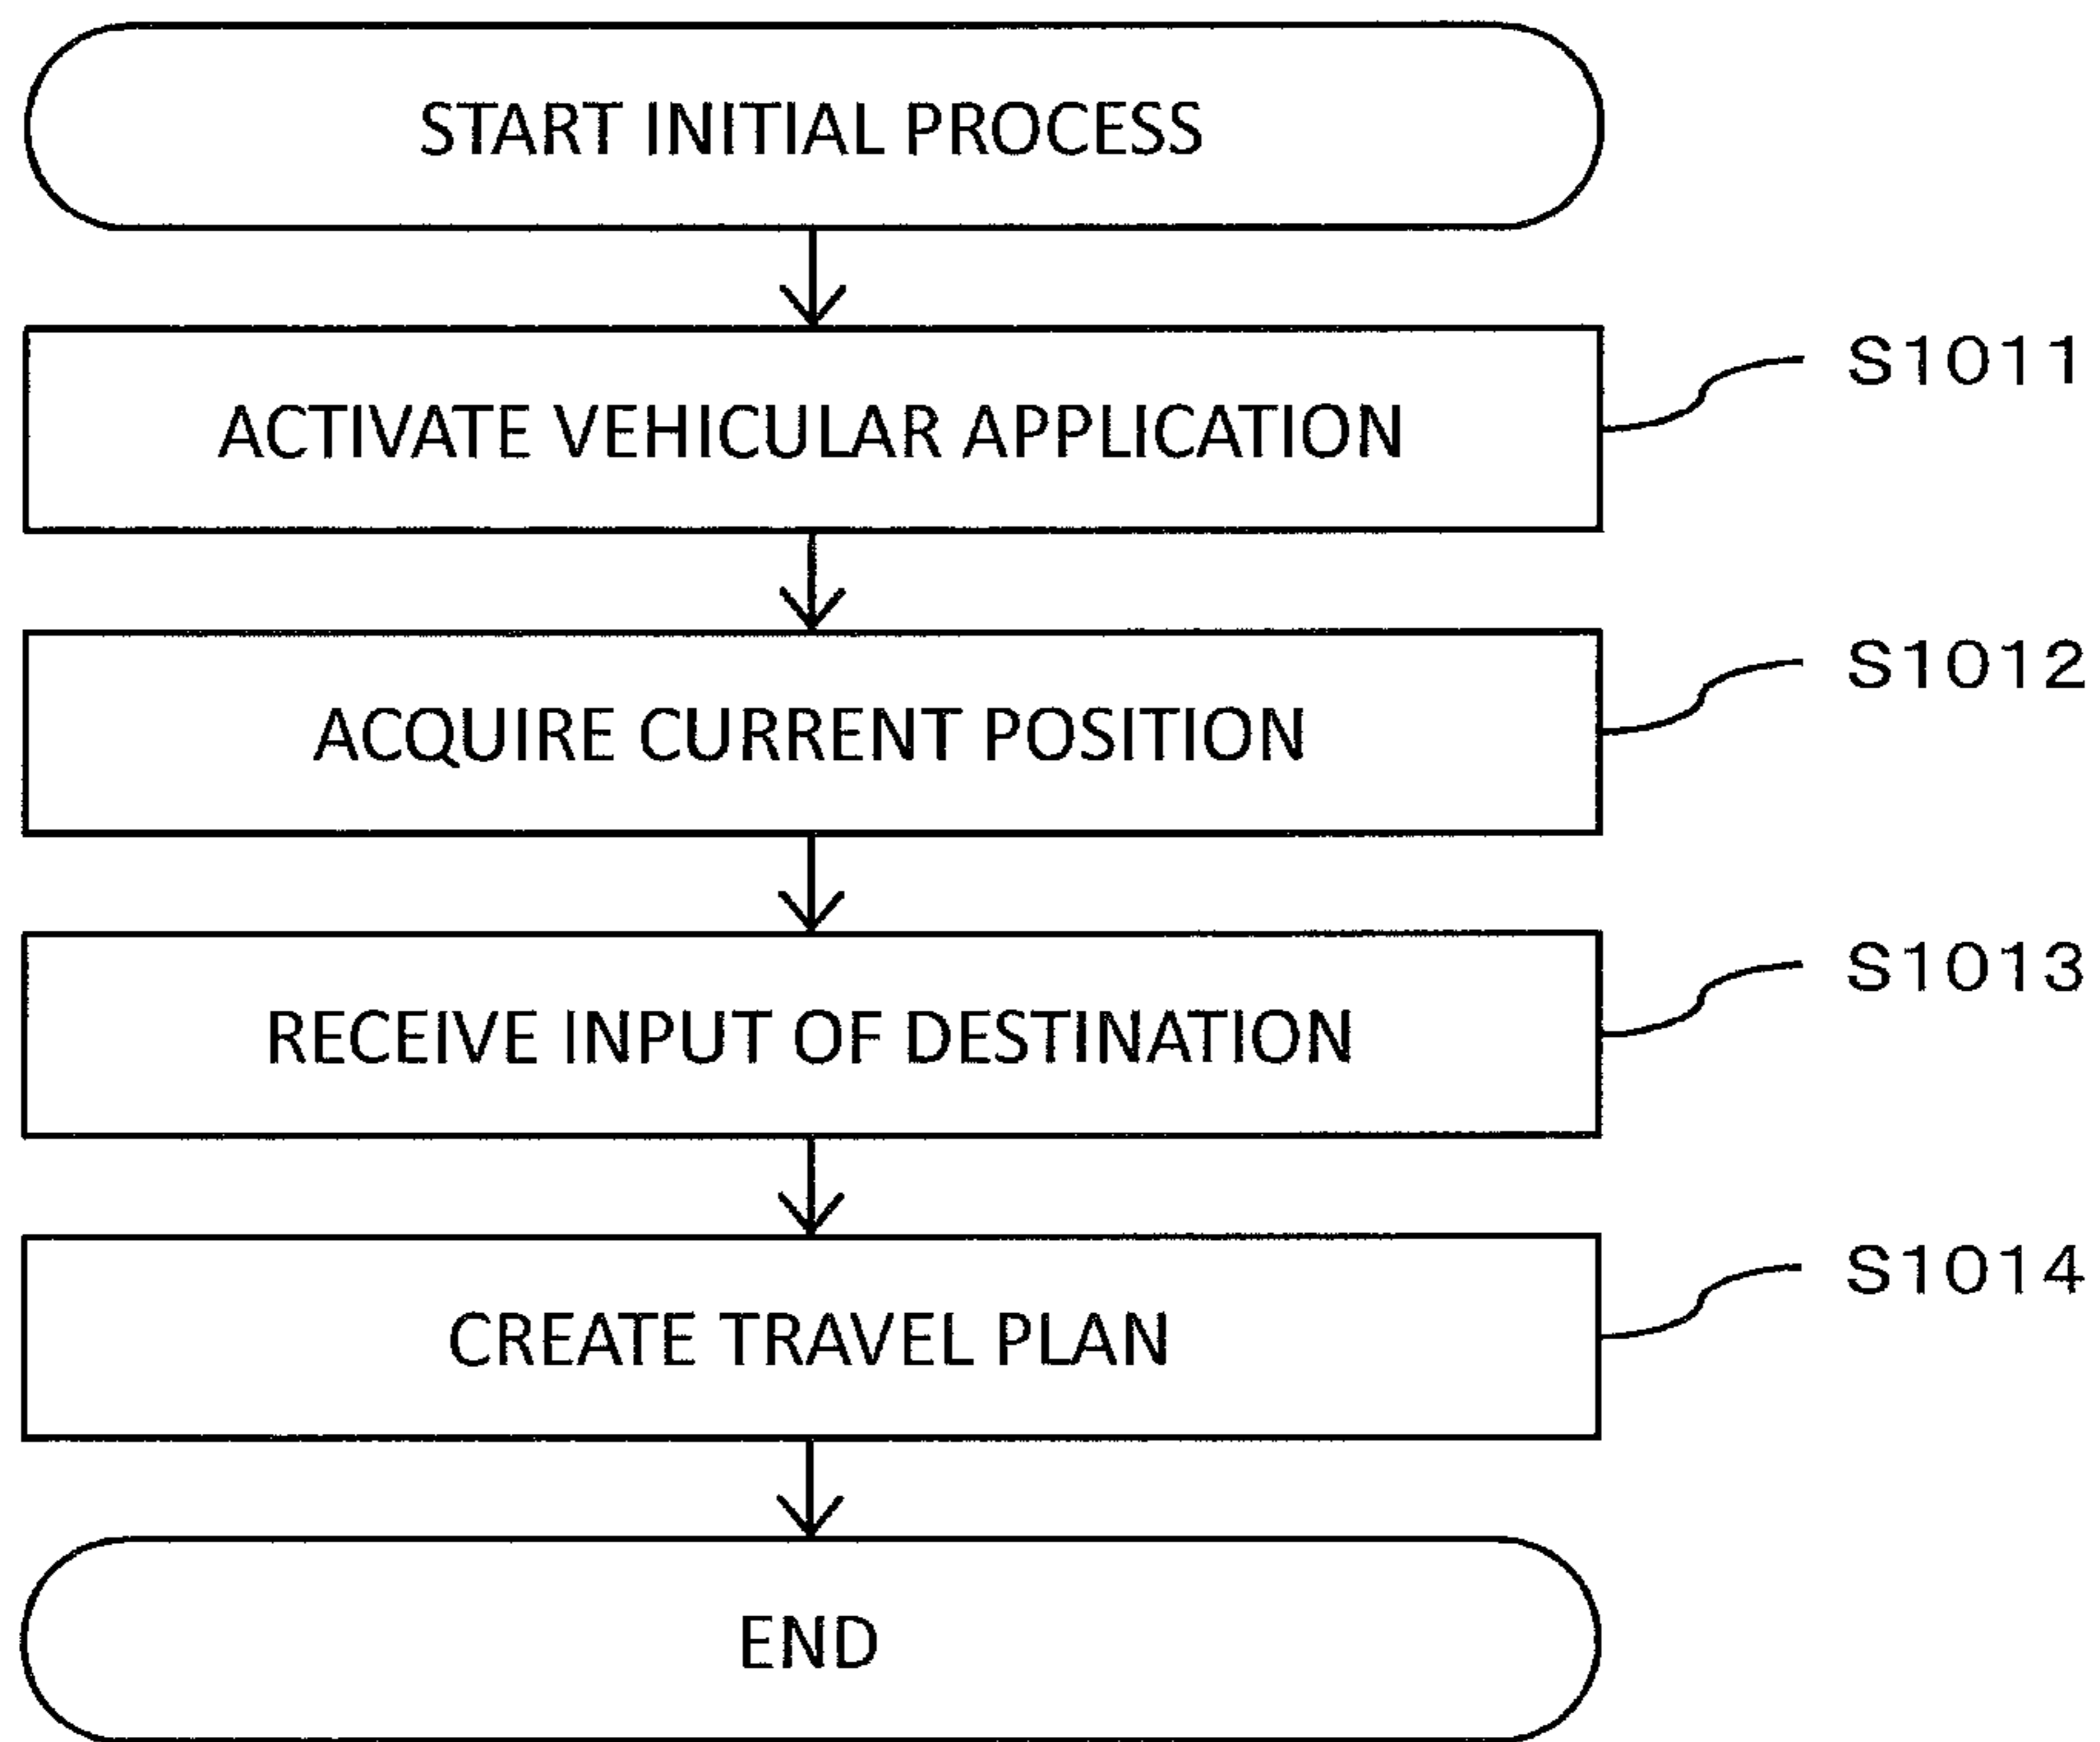 START INITIAL PROCESS
ACTIVATE VEHICULAR APPLICATION
S1011
ACQUIRE CURRENT POSITION
S1012
RECEIVE INPUT OF DESTINATION
S1013
CREATE TRAVEL PLAN
S1014
END